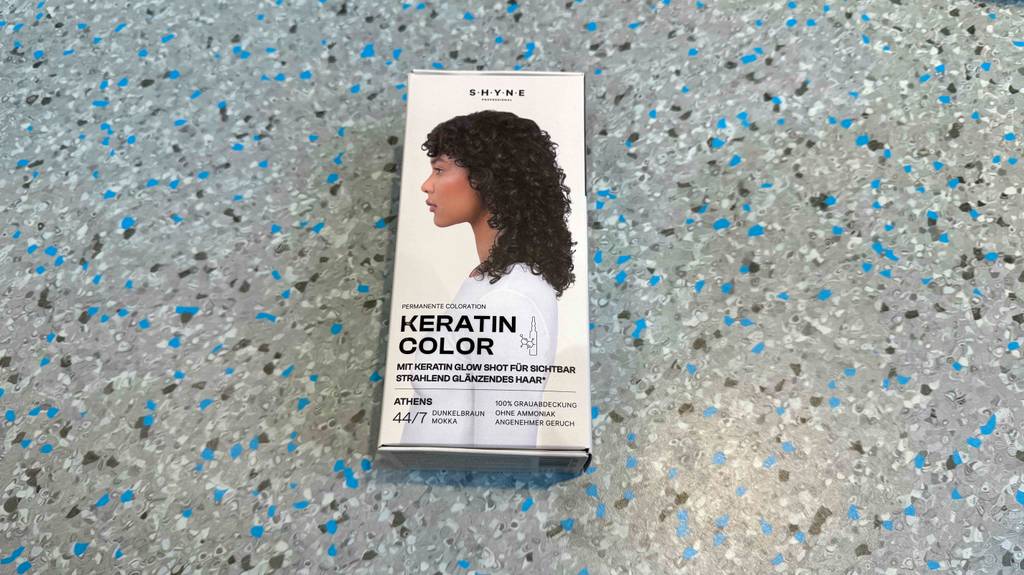 S·H·Y·N·E
PROFESSIONAL
PERMANENTE COLORATION
KERATIN
COLOR
MIT KERATIN GLOW SHOT FÜR SICHTBAR
STRAHLEND GLÄNZENDES HAAR*
ATHENS
44/7 DUNKELBRAUN
MOKKA
100% GRAUABDECKUNG
OHNE AMMONIAK
ANGENEHMER GERUCH